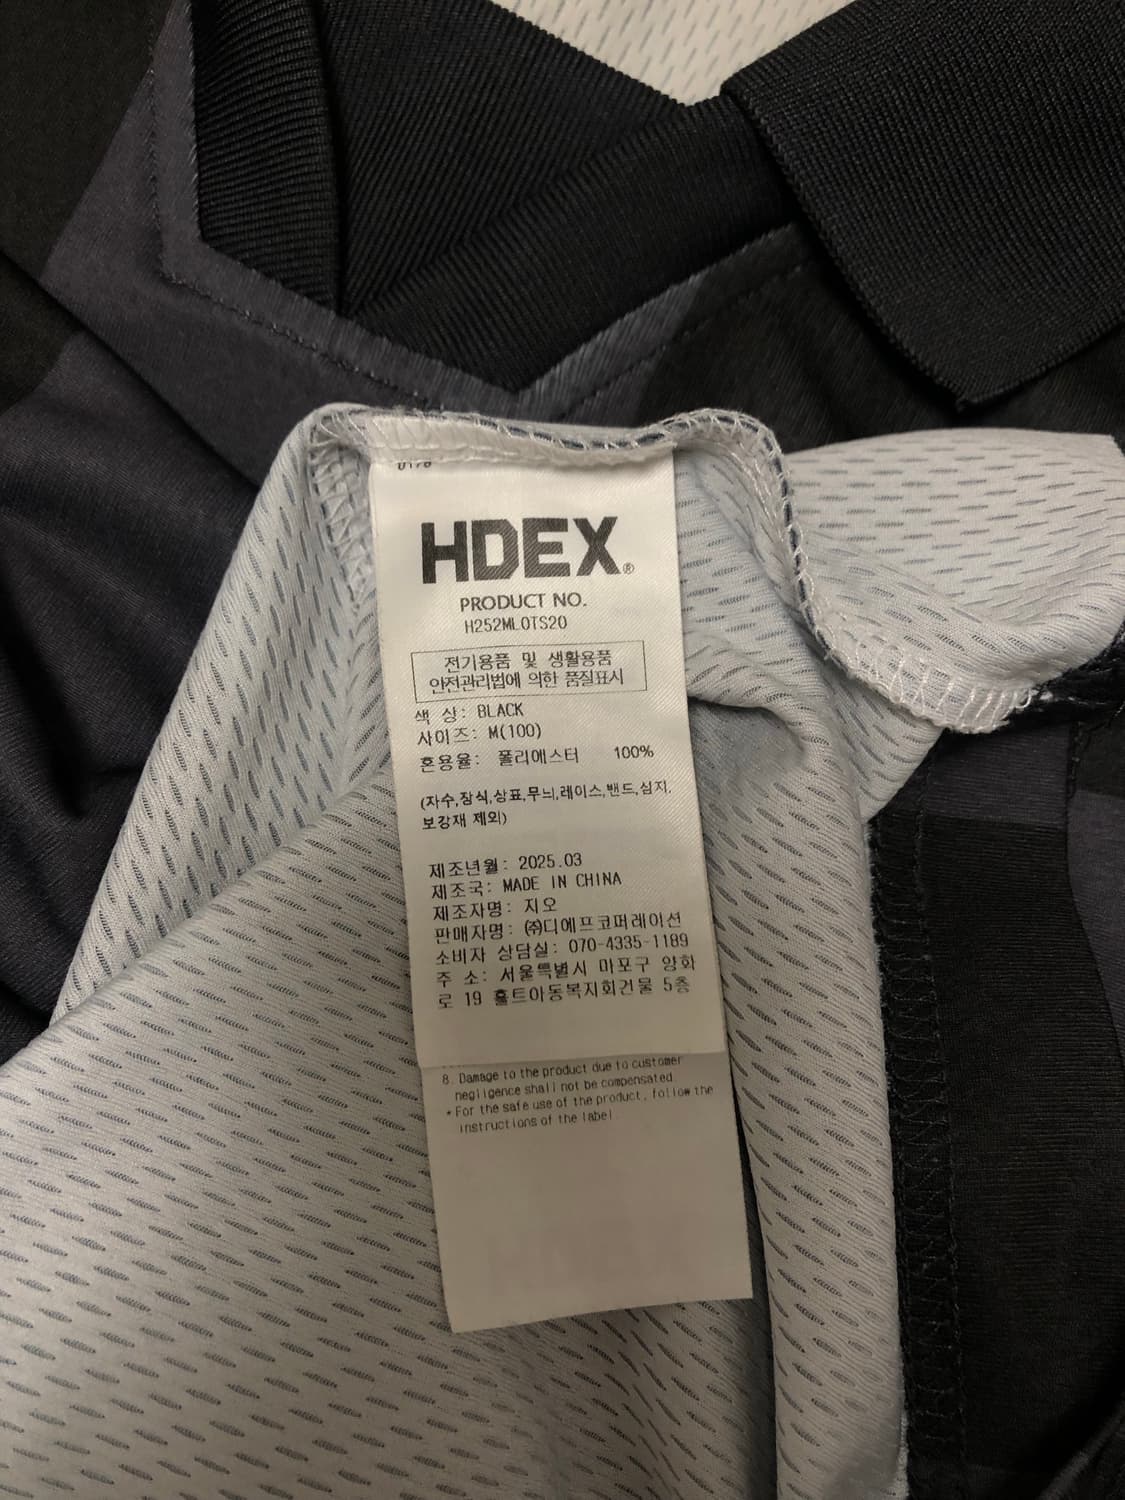 HDEX®
PRODUCT NO.
H252ML0TS20
전기용품 및 생활용품
안전관리법에 의한 품질표시
색 상: BLACK
사이즈: M(100)
혼용율: 폴리에스터 100%
(자수,장식,상표,무늬,레이스,밴드,심지,
보강재 제외)
제조년월: 2025.03
제조국: MADE IN CHINA
제조자명: 지오
판매자명: ㈜디에프코퍼레이션
소비자 상담실: 070-4335-1189
주 소: 서울특별시 마포구 양화
로 19 홀트아동복지회건물 5층
8. Damage to the product due to customer
negligence shall not be compensated
* For the safe use of the product, follow the
instructions of the label.